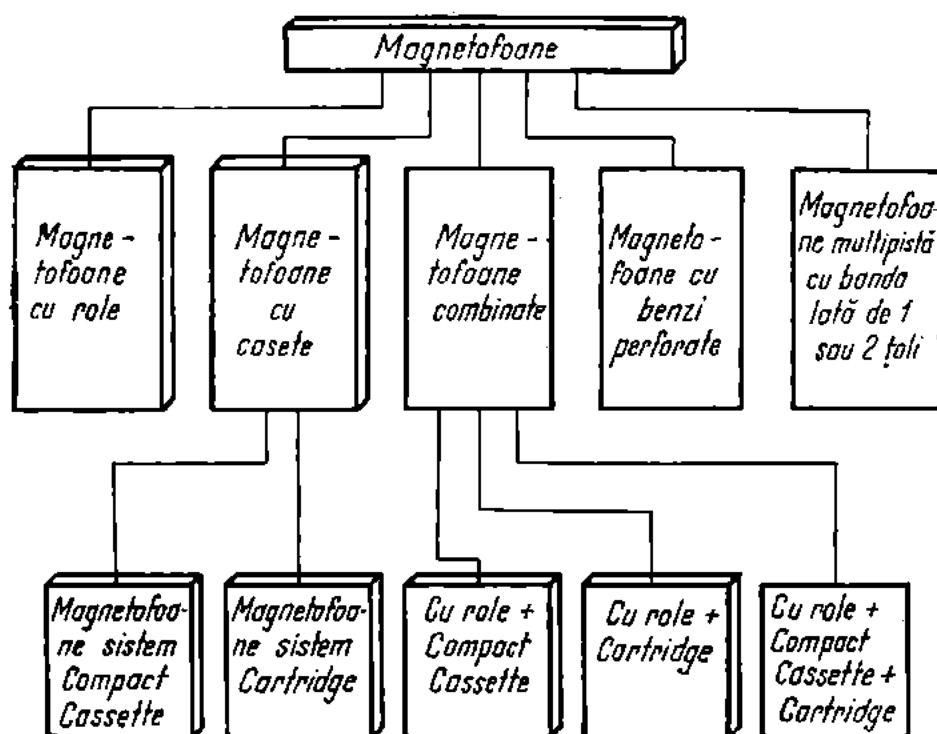 Magnetofoane
Magne-
tofoane
cu role
Magne-
tofoane
cu
casete
Magne-
tofoane
combinate
Magneto-
foane cu
benzi
perforate
Magnetofoa-
ne multipistă
cu banda
lată de 1
sau 2 țoli
Magnetofoa-
ne sistem
Compact
Cassette
Magnetofoa-
ne sistem
Cartridge
Cu role +
Compact
Cassette
Cu role +
Cartridge
Cu role +
Compact
Cassette +
Cartridge